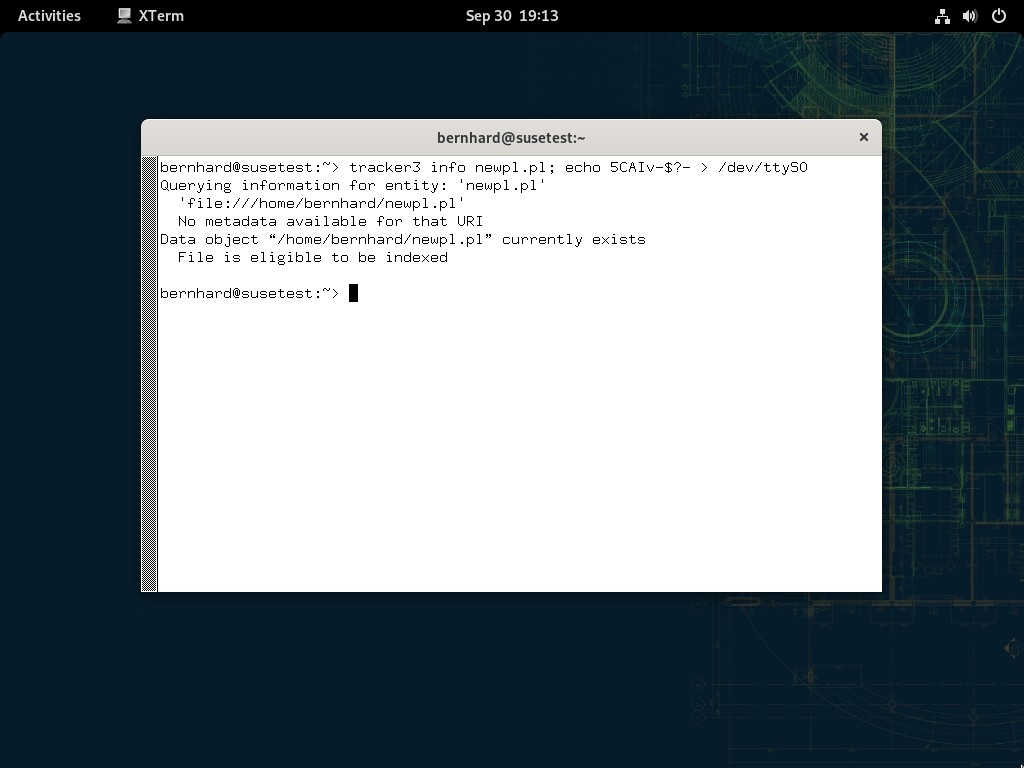 Activities XTerm Sep 30 19:13
bernhard@susetest:~
bernhard@susetest:~> tracker3 info newpl.pl; echo 5CAIv-$?- > /dev/ttyS0
Querying information for entity: 'newpl.pl'
'file:///home/bernhard/newpl.pl'
No metadata available for that URI
Data object “/home/bernhard/newpl.pl” currently exists
File is eligible to be indexed
bernhard@susetest:~>